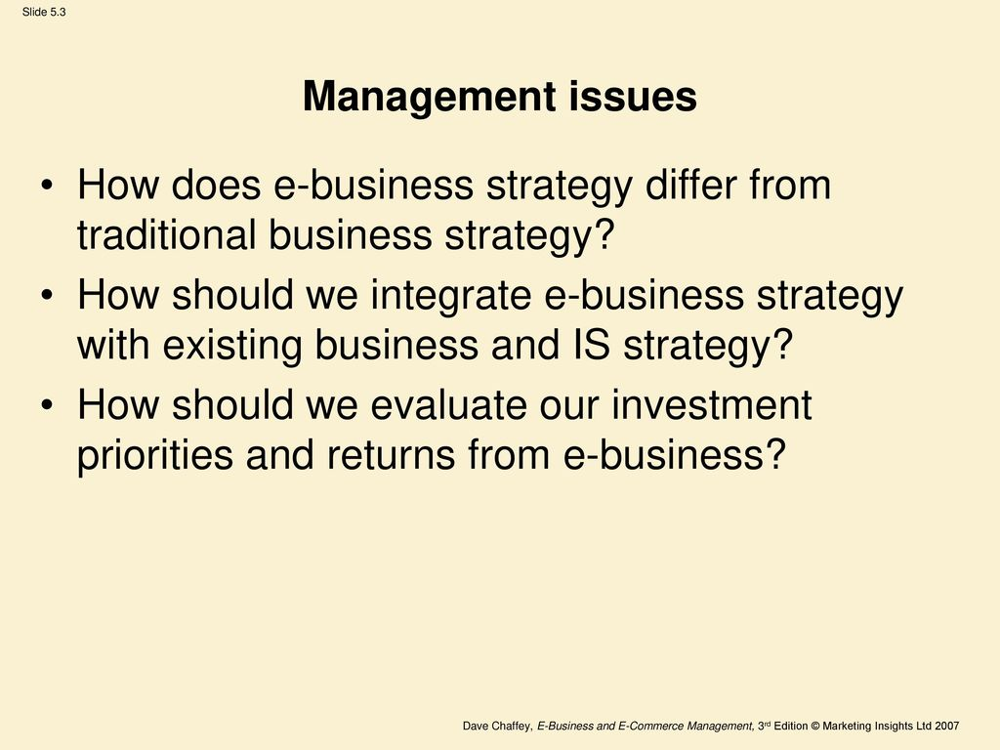 Slide 5.3
Management issues
• How does e-business strategy differ from
traditional business strategy?
• How should we integrate e-business strategy
with existing business and IS strategy?
• How should we evaluate our investment
priorities and returns from e-business?
Dave Chaffey, E-Business and E-Commerce Management, 3rd Edition © Marketing Insights Ltd 2007